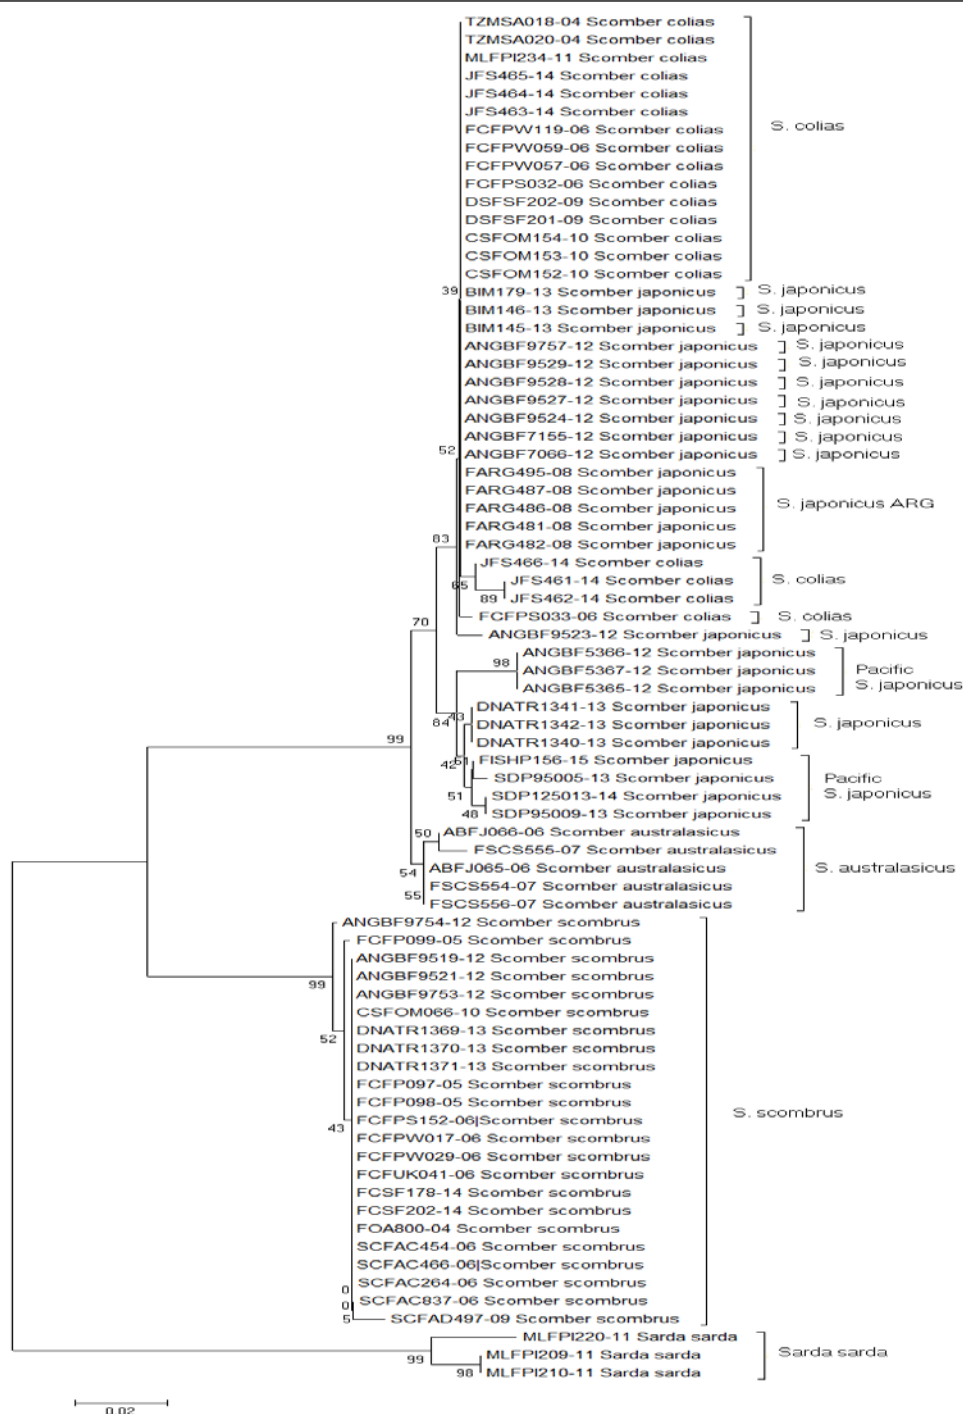 TZMSA018-04 Scomber colias
TZMSA020-04 Scomber colias
MLFPI234-11 Scomber colias
JFS465-14 Scomber colias
JFS464-14 Scomber colias
JFS463-14 Scomber colias
FCFPW119-06 Scomber colias S. colias
FCFPW059-06 Scomber colias
FCFPW057-06 Scomber colias
FCFPS032-06 Scomber colias
DSFSF202-09 Scomber colias
DSFSF201-09 Scomber colias
CSFOM154-10 Scomber colias
CSFOM153-10 Scomber colias
CSFOM152-10 Scomber colias
39 BIM179-13 Scomber japonicus S. japonicus
BIM146-13 Scomber japonicus S. japonicus
BIM145-13 Scomber japonicus S. japonicus
ANGBF9757-12 Scomber japonicus S. japonicus
ANGBF9529-12 Scomber japonicus S. japonicus
ANGBF9528-12 Scomber japonicus S. japonicus
ANGBF9527-12 Scomber japonicus S. japonicus
ANGBF9524-12 Scomber japonicus S. japonicus
ANGBF7155-12 Scomber japonicus S. japonicus
52 ANGBF7066-12 Scomber japonicus S. japonicus
FARG495-08 Scomber japonicus
FARG487-08 Scomber japonicus
FARG486-08 Scomber japonicus S. japonicus ARG
FARG481-08 Scomber japonicus
83 FARG482-08 Scomber japonicus
JFS466-14 Scomber colias
65 JFS461-14 Scomber colias S. colias
89 JFS462-14 Scomber colias
FCFPS033-06 Scomber colias S. colias
70 ANGBF9523-12 Scomber japonicus S. japonicus
ANGBF5366-12 Scomber japonicus
98 ANGBF5367-12 Scomber japonicus Pacific
ANGBF5365-12 Scomber japonicus S. japonicus
DNATR1341-13 Scomber japonicus
84 43 DNATR1342-13 Scomber japonicus S. japonicus
99 DNATR1340-13 Scomber japonicus
42 51 FISHP156-15 Scomber japonicus
SDP95005-13 Scomber japonicus Pacific
51 SDP125013-14 Scomber japonicus S. japonicus
48 SDP95009-13 Scomber japonicus
50 ABFJ066-06 Scomber australasicus
FSCS555-07 Scomber australasicus
54 ABFJ065-06 Scomber australasicus S. australasicus
FSCS554-07 Scomber australasicus
55 FSCS556-07 Scomber australasicus
ANGBF9754-12 Scomber scombrus
FCFP099-05 Scomber scombrus
ANGBF9519-12 Scomber scombrus
ANGBF9521-12 Scomber scombrus
99 ANGBF9753-12 Scomber scombrus
CSFOM066-10 Scomber scombrus
52 DNATR1369-13 Scomber scombrus
DNATR1370-13 Scomber scombrus
DNATR1371-13 Scomber scombrus
FCFP097-05 Scomber scombrus
FCFP098-05 Scomber scombrus S. scombrus
43 FCFPS152-06|Scomber scombrus
FCFPW017-06 Scomber scombrus
FCFPW029-06 Scomber scombrus
FCFUK041-06 Scomber scombrus
FCSF178-14 Scomber scombrus
FCSF202-14 Scomber scombrus
FOA800-04 Scomber scombrus
SCFAC454-06 Scomber scombrus
SCFAC466-06|Scomber scombrus
0 SCFAC264-06 Scomber scombrus
0 SCFAC837-06 Scomber scombrus
5 SCFAD497-09 Scomber scombrus
MLFPI220-11 Sarda sarda
99 MLFPI209-11 Sarda sarda Sarda sarda
98 MLFPI210-11 Sarda sarda
0.02